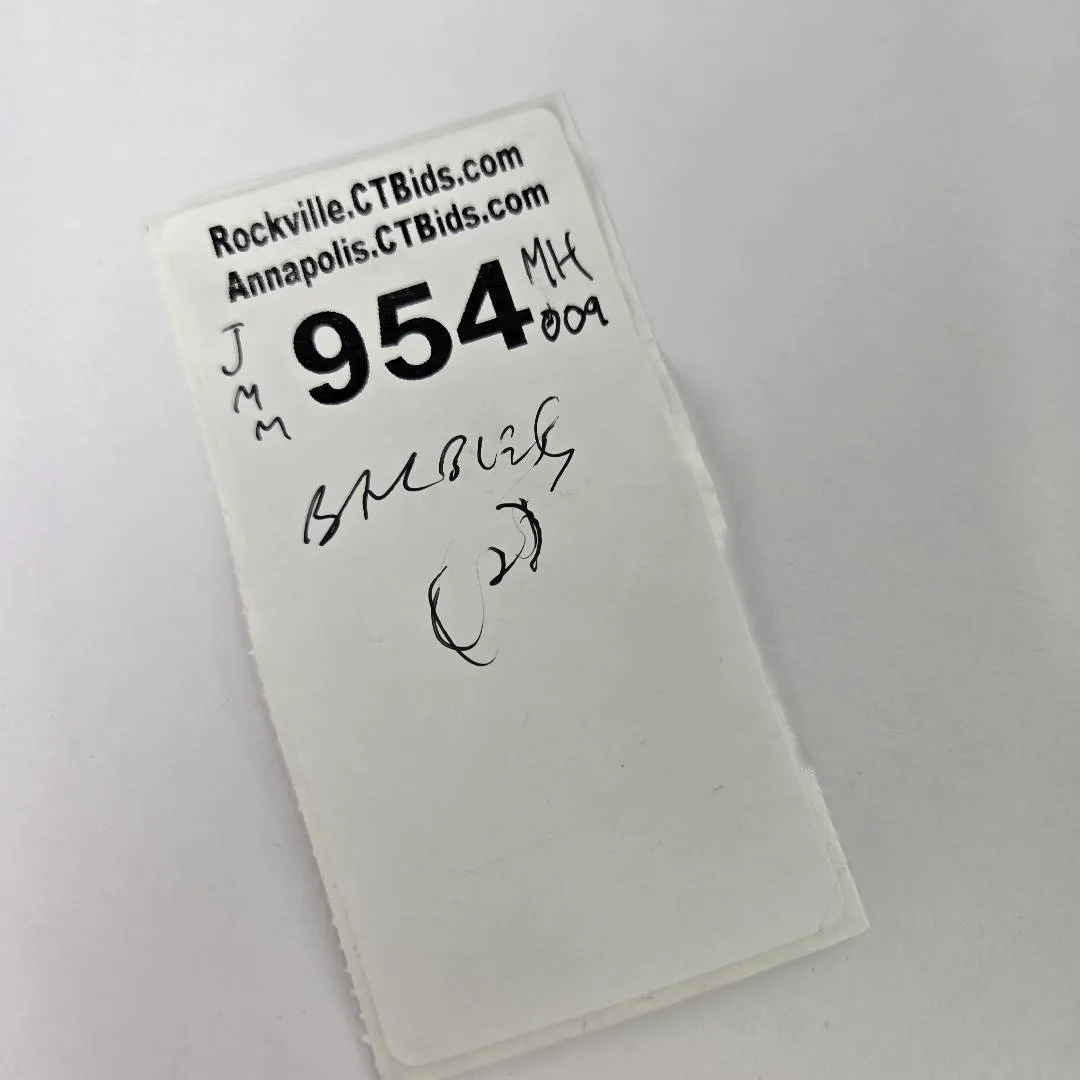 Rockville.CTBids.com
Annapolis.CTBids.com
954
MH
009
J
M
M